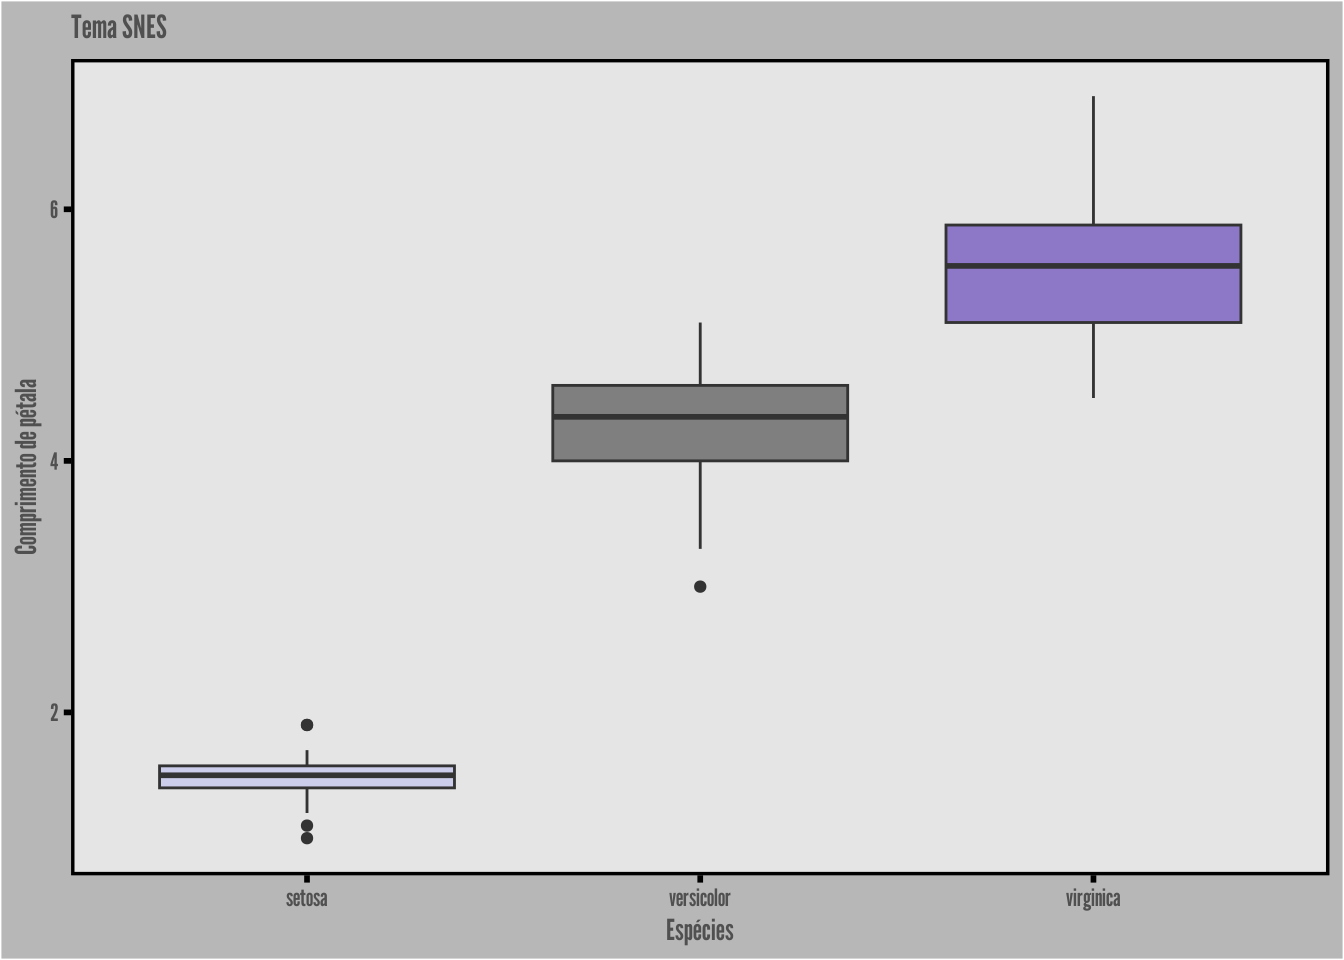 Tema SNES
Comprimento de pétala
6
4
2
setosa
versicolor
virginica
Espécies